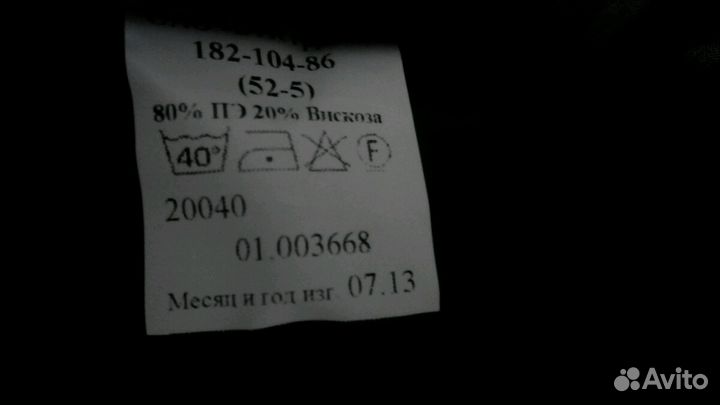 182-104-86
(52-5)
80% ПЭ 20% Вискоза
40° F
20040
01.003668
Месяц и год изг. 07.13
Avito